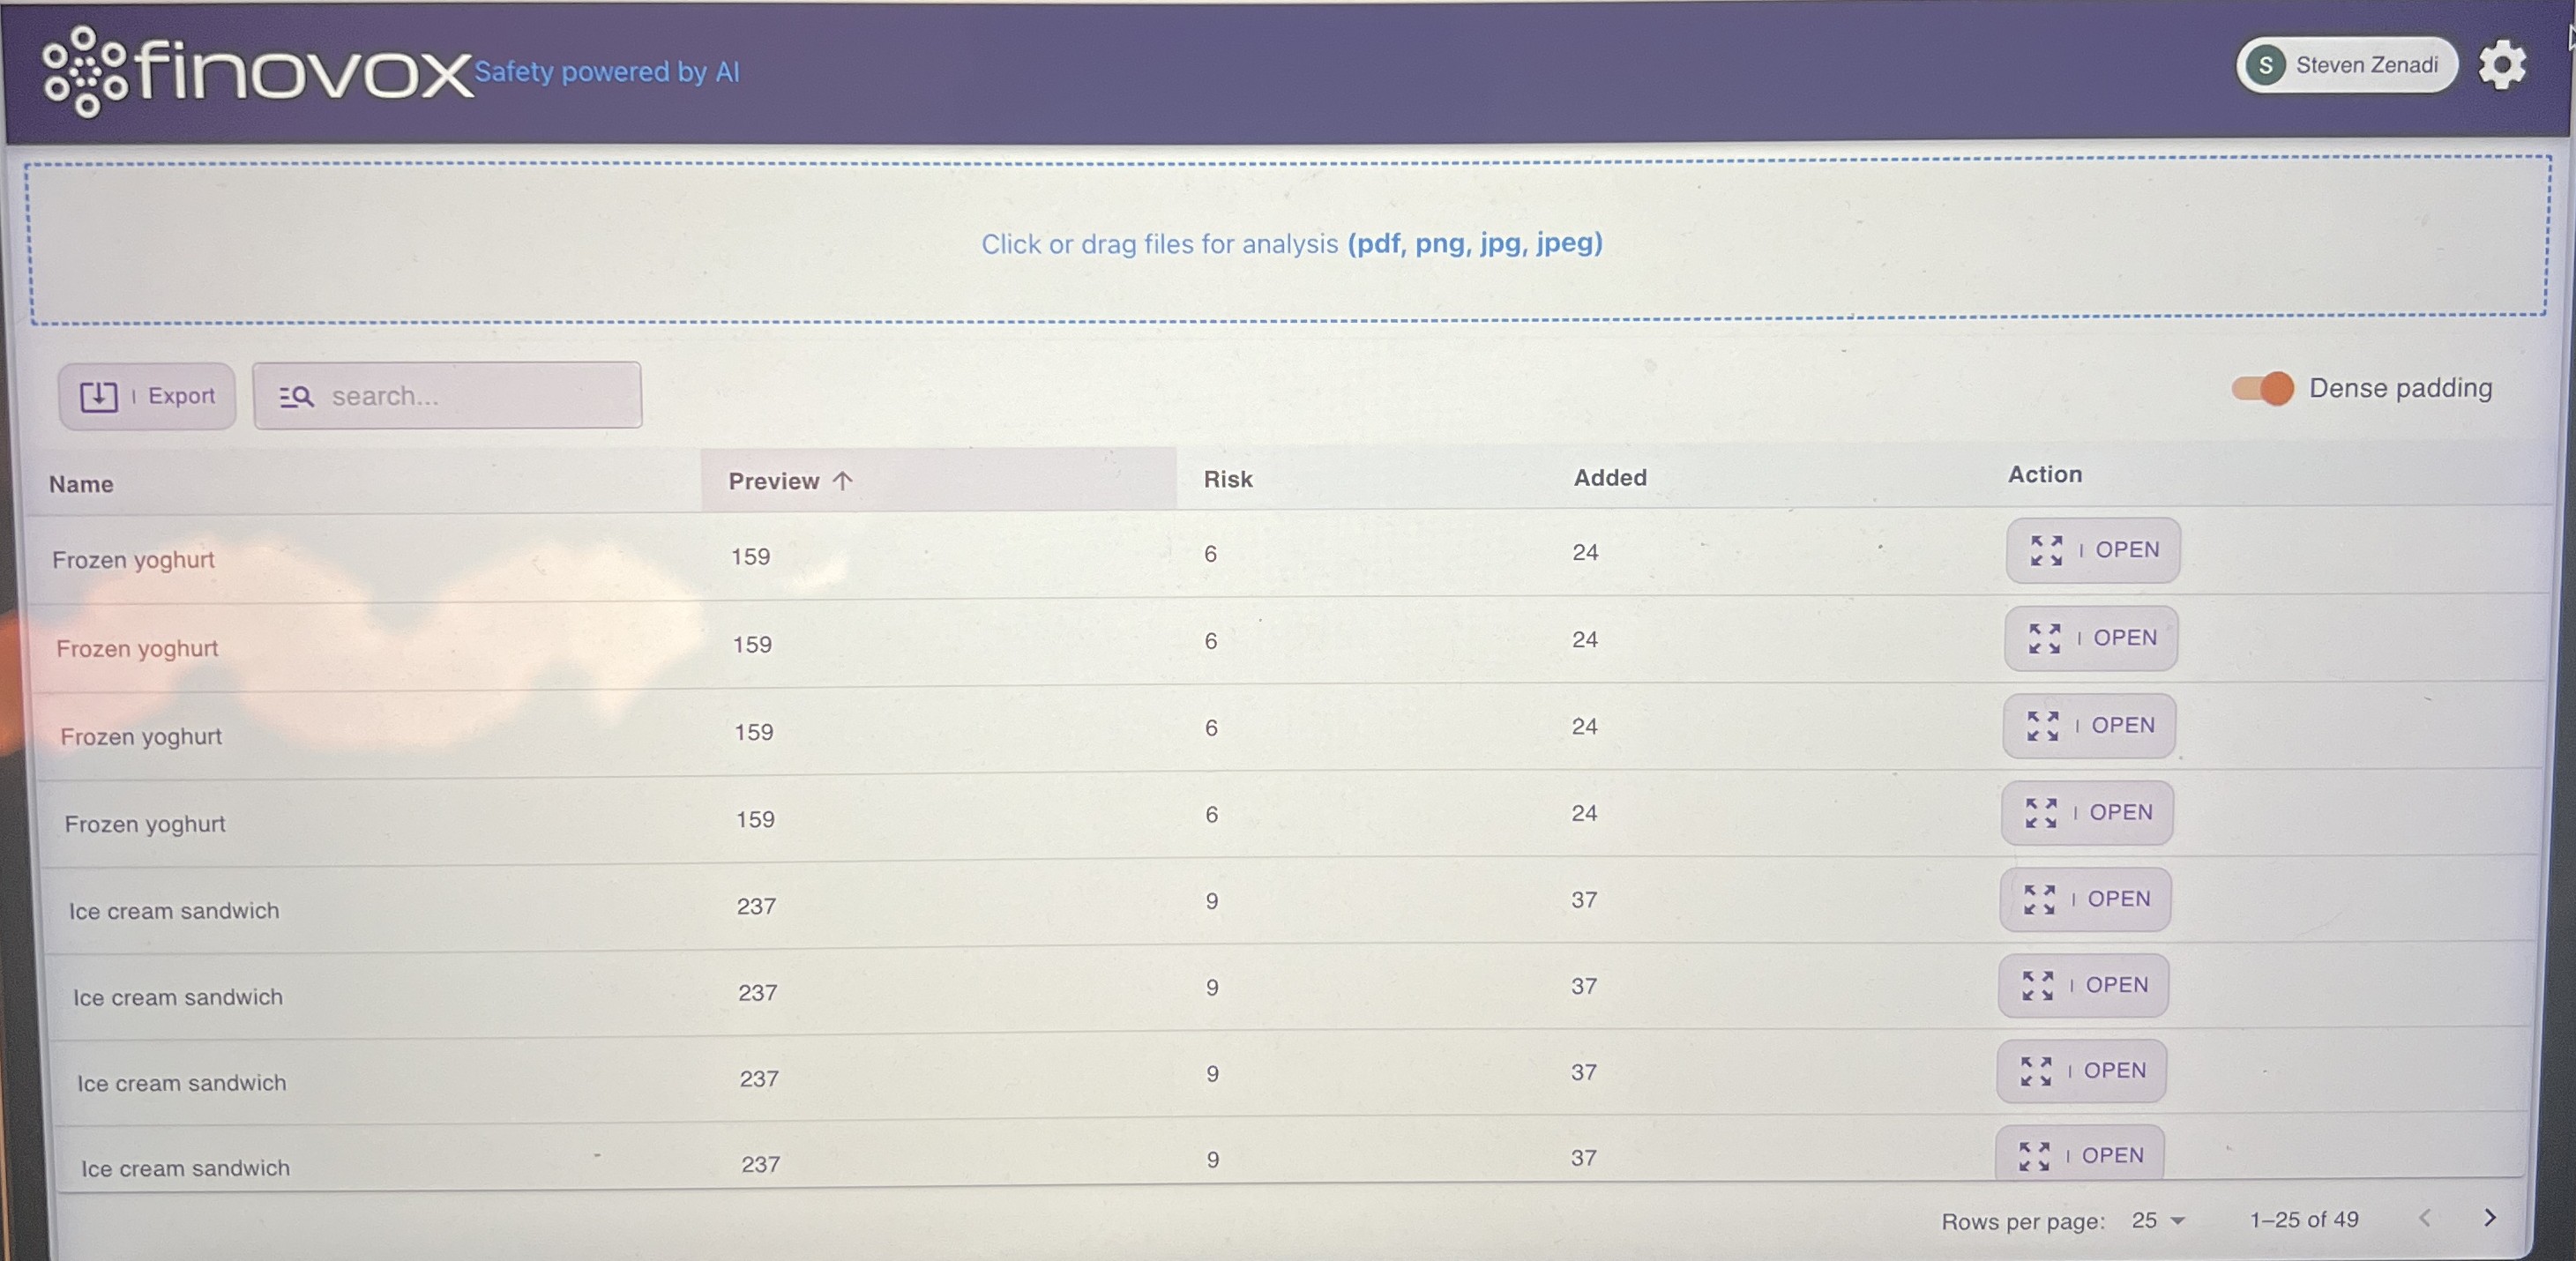 finovox Safety powered by AI
S Steven Zenadi
Click or drag files for analysis (pdf, png, jpg, jpeg)
| Export search... Dense padding
Name Preview ↑ Risk Added Action
Frozen yoghurt 159 6 24 | OPEN
Frozen yoghurt 159 6 24 | OPEN
Frozen yoghurt 159 6 24 | OPEN
Frozen yoghurt 159 6 24 | OPEN
Ice cream sandwich 237 9 37 | OPEN
Ice cream sandwich 237 9 37 | OPEN
Ice cream sandwich 237 9 37 | OPEN
Ice cream sandwich 237 9 37 | OPEN
Rows per page: 25 1–25 of 49